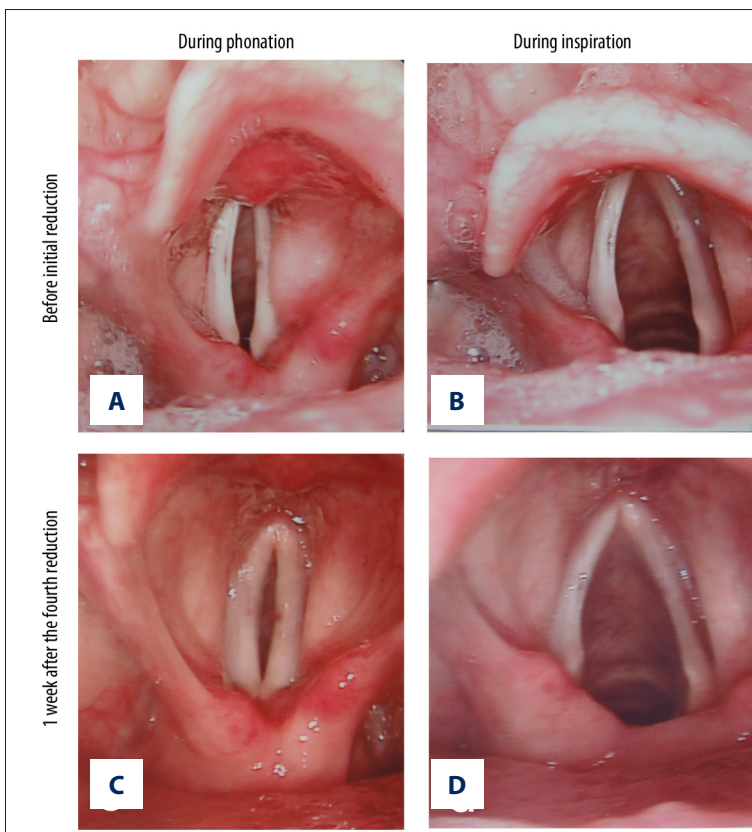 During phonation
During inspiration
Before initial reduction
A
B
1 week after the fourth reduction
C
D